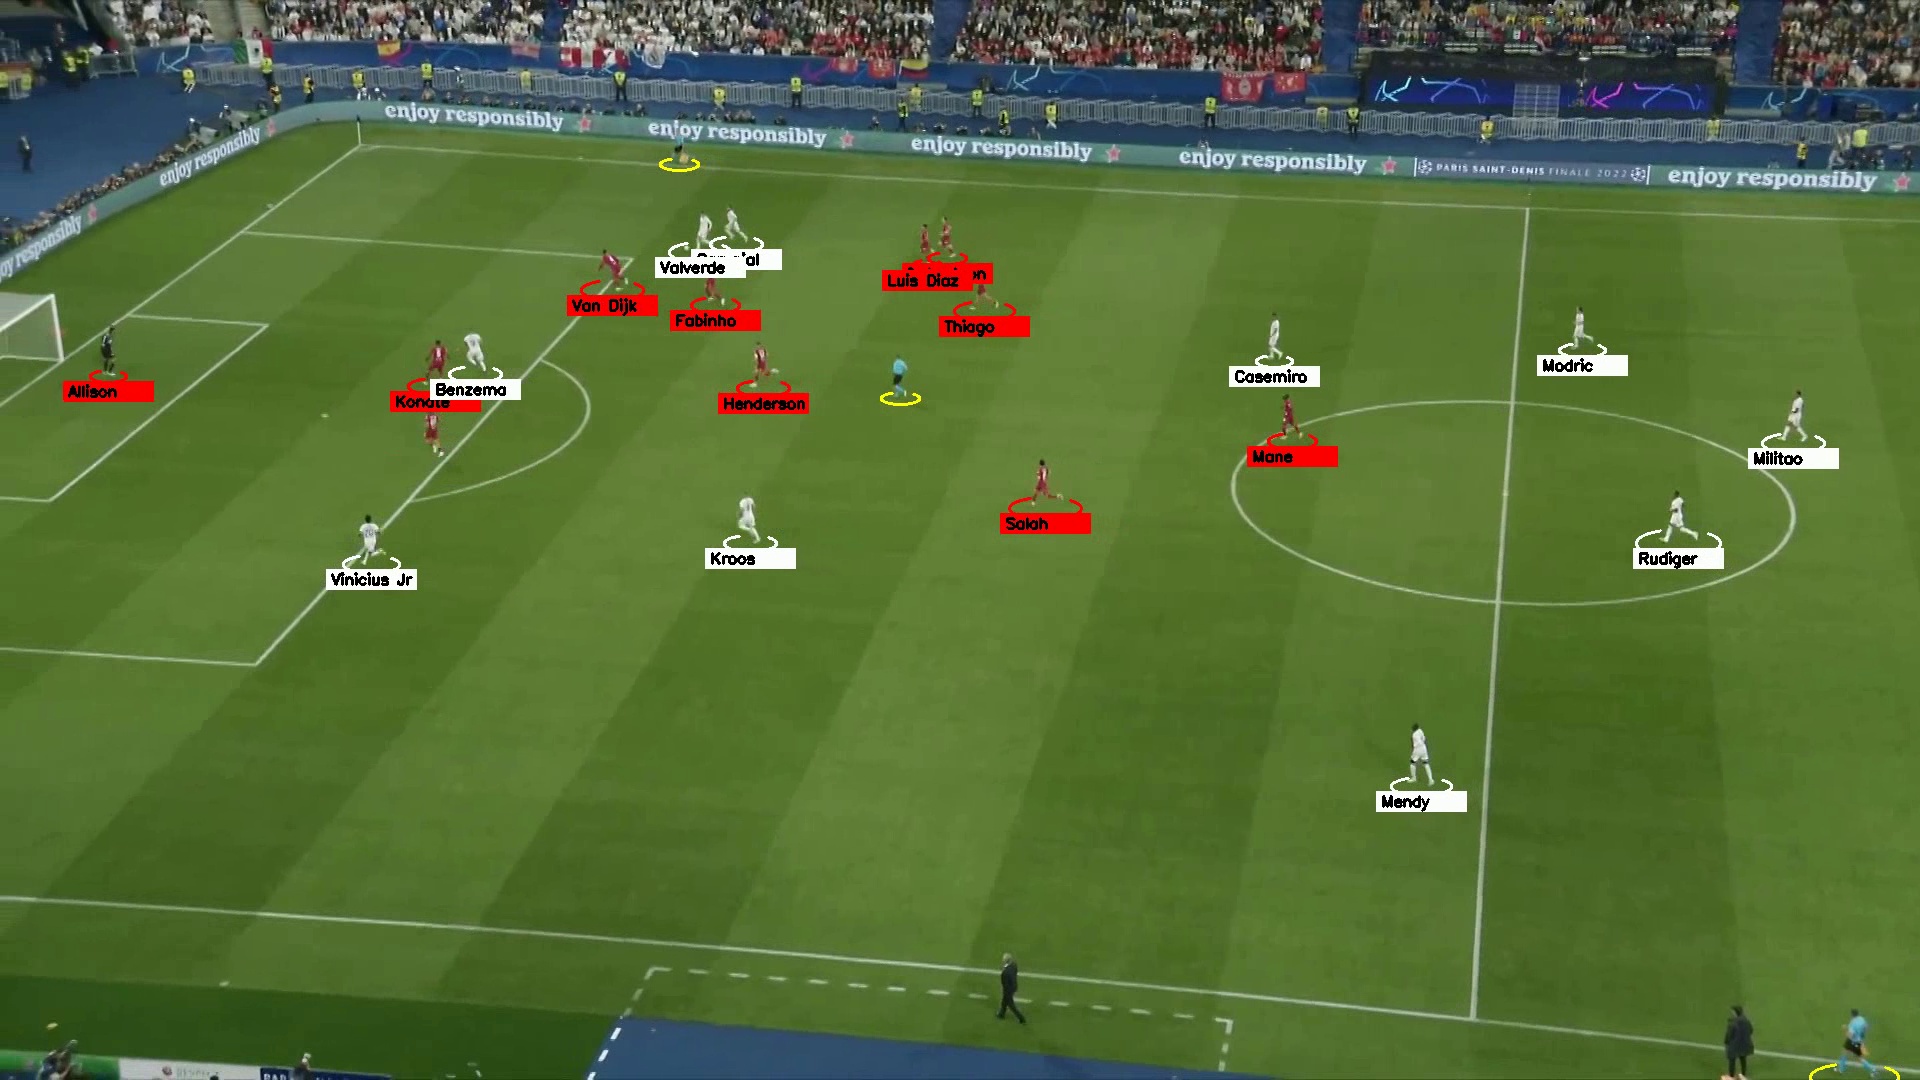 enjoy responsibly
enjoy responsibly
enjoy responsibly
enjoy responsibly
PARIS SAINT-DENIS FINALE 2022
enjoy responsibly
enjoy responsibly
enjoy responsibly
Valverde
Luis Diaz
Van Dijk
Fabinho
Thiago
Modric
Casemiro
Allison
Benzema
Konate
Henderson
Mane
Militao
Salah
Kroos
Rudiger
Vinicius Jr
Mendy